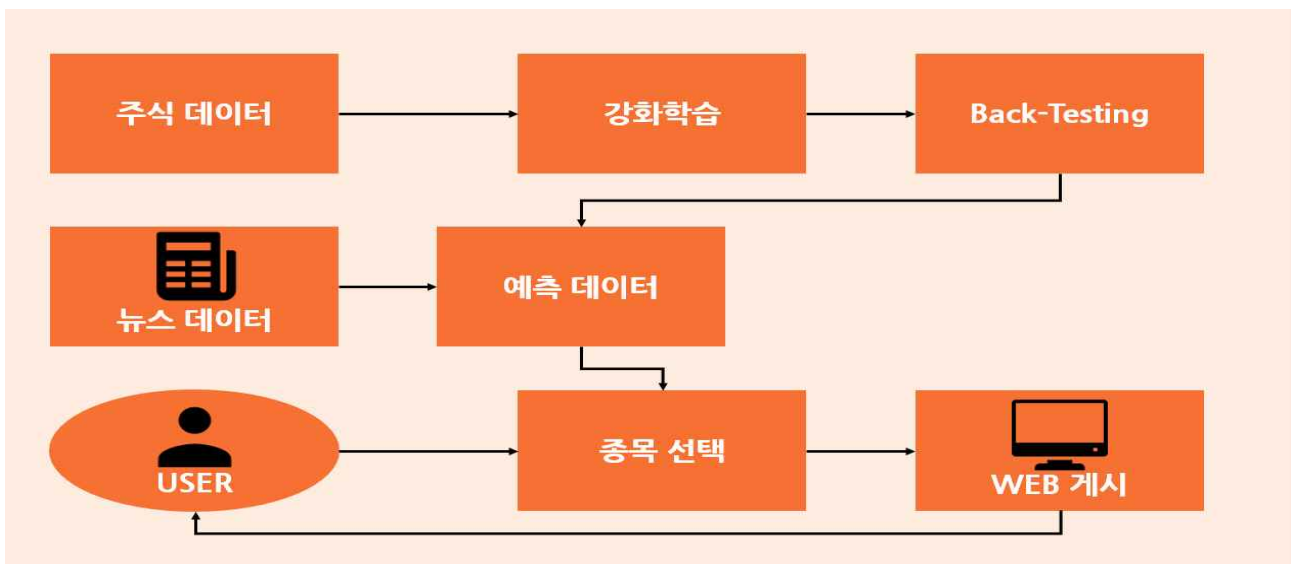 주식 데이터
강화학습
Back-Testing
뉴스 데이터
예측 데이터
USER
종목 선택
WEB 게시